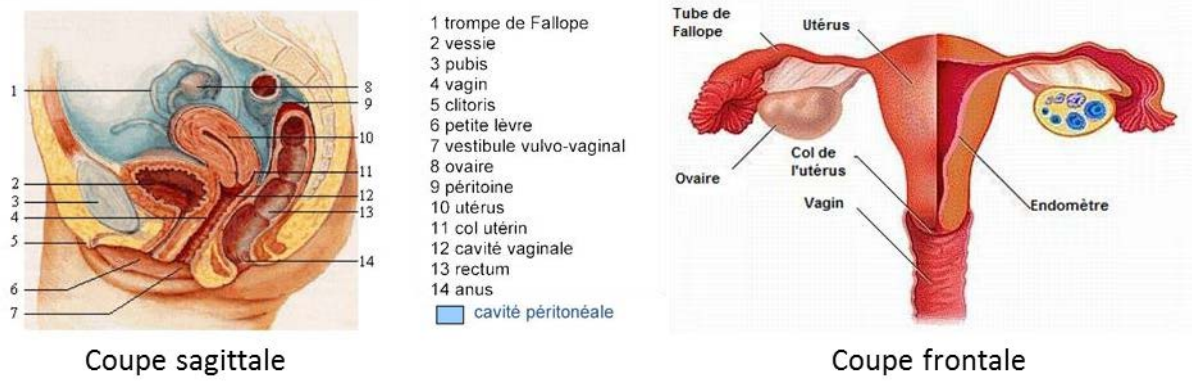 1
2
3
4
5
6
7
8
9
10
11
12
13
14
Coupe sagittale
1 trompe de Fallope
2 vessie
3 pubis
4 vagin
5 clitoris
6 petite lèvre
7 vestibule vulvo-vaginal
8 ovaire
9 péritoine
10 utérus
11 col utérin
12 cavité vaginale
13 rectum
14 anus
cavité péritonéale
Tube de
Fallope
Utérus
Ovaire
Col de
l'utérus
Vagin
Endomètre
Coupe frontale